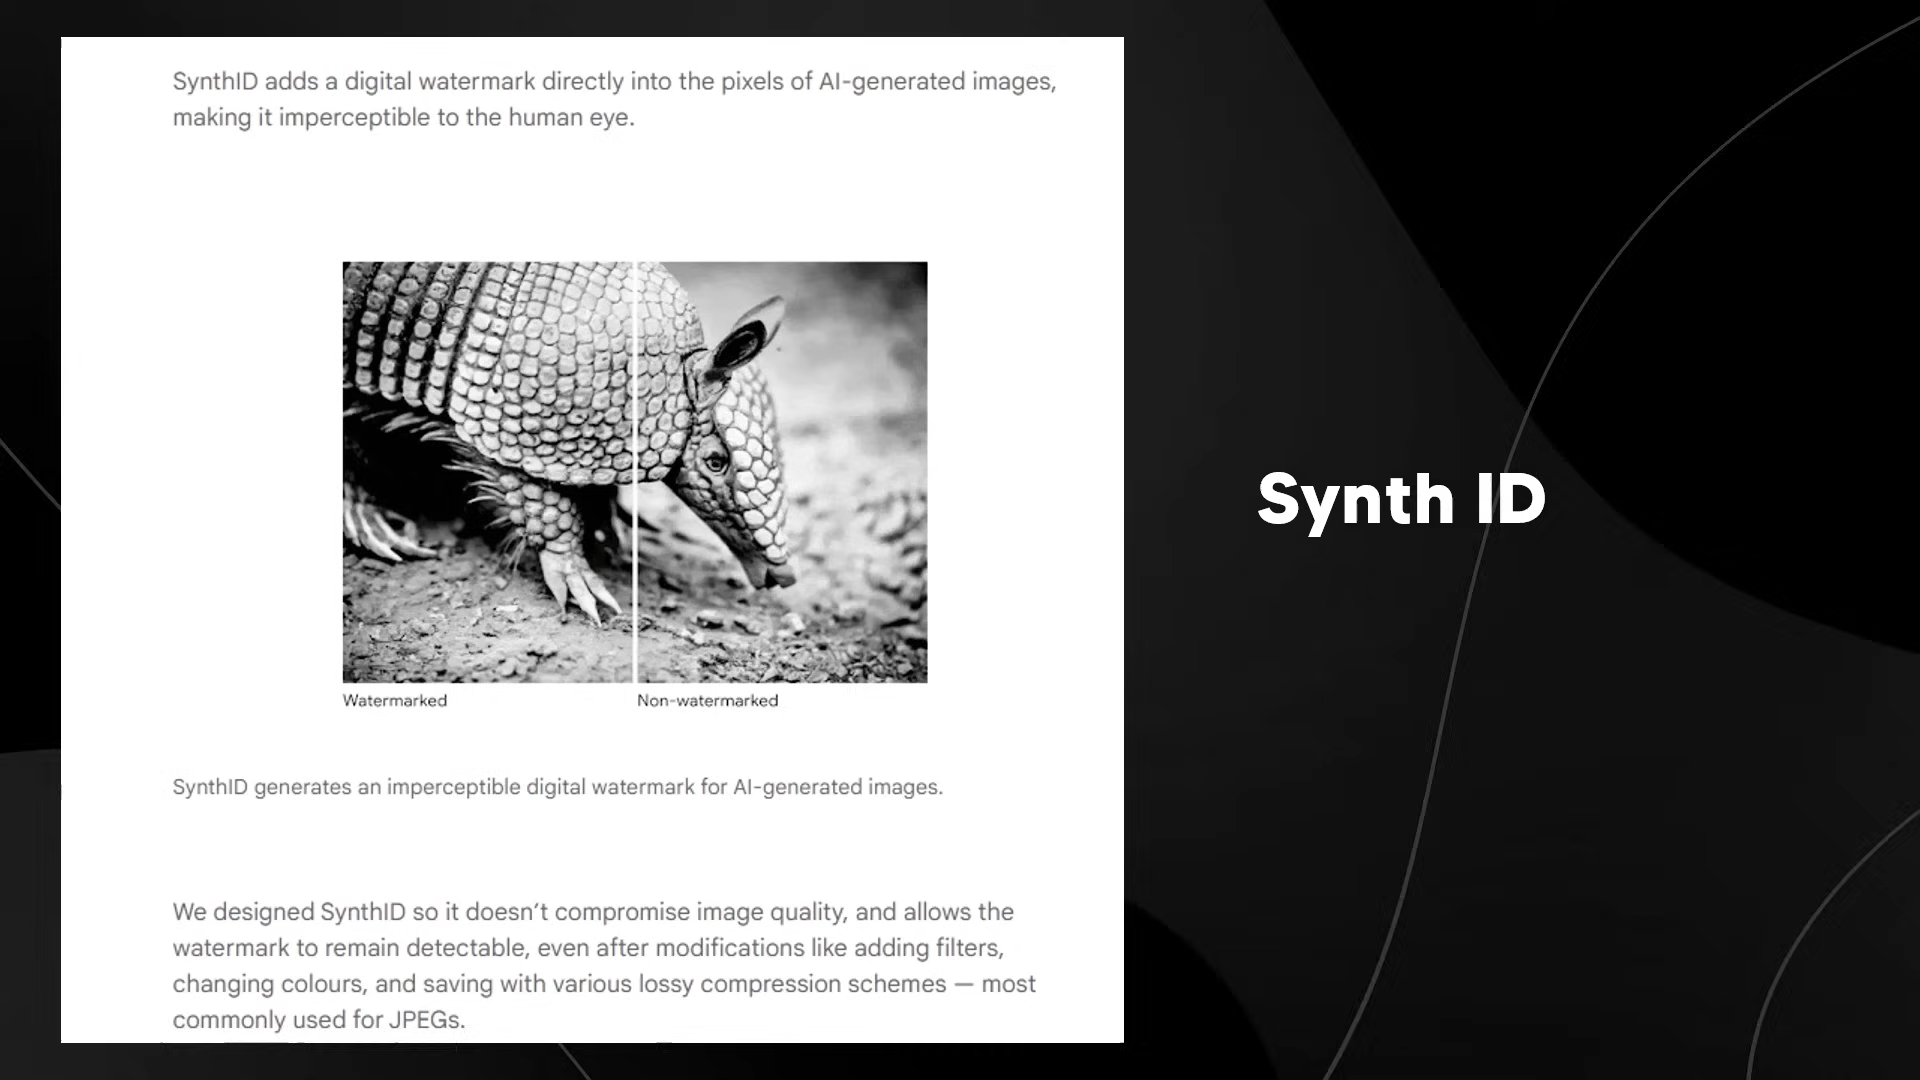 SynthID adds a digital watermark directly into the pixels of AI-generated images,
making it imperceptible to the human eye.
Watermarked
Non-watermarked
SynthID generates an imperceptible digital watermark for AI-generated images.
We designed SynthID so it doesn’t compromise image quality, and allows the
watermark to remain detectable, even after modifications like adding filters,
changing colours, and saving with various lossy compression schemes — most
commonly used for JPEGs.
Synth ID